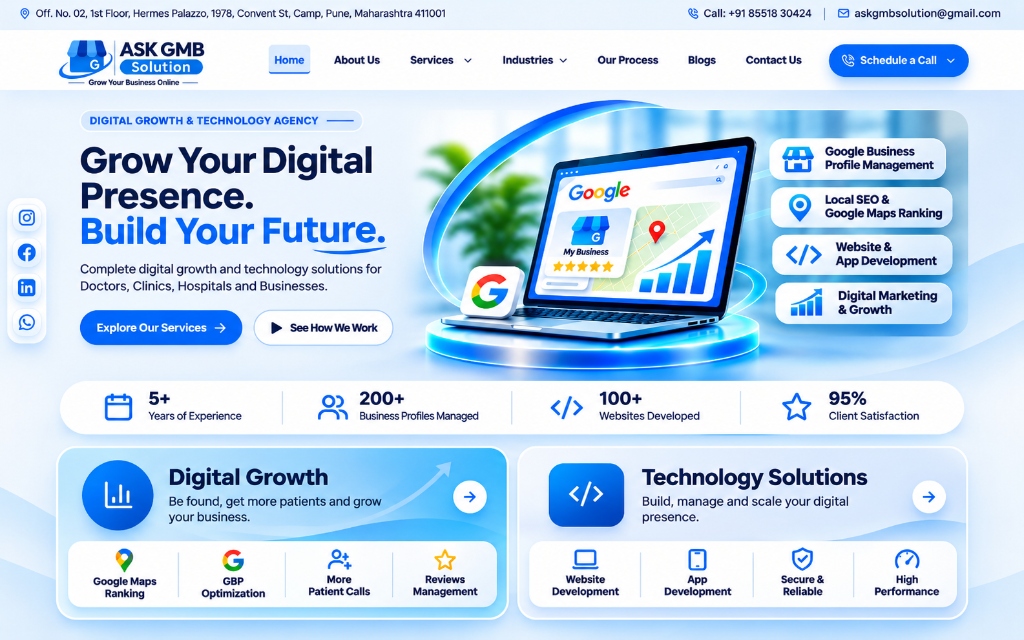 Off. No. 02, 1st Floor, Hermes Palazzo, 1978, Convent St, Camp, Pune, Maharashtra 411001
Call: +91 85518 30424
askgmbsolution@gmail.com
G
ASK GMB
Solution
Grow Your Business Online
Home
About Us
Services
Industries
Our Process
Blogs
Contact Us
Schedule a Call
DIGITAL GROWTH & TECHNOLOGY AGENCY
Grow Your Digital
Presence.
Build Your Future.
Complete digital growth and technology solutions for
Doctors, Clinics, Hospitals and Businesses.
Explore Our Services
See How We Work
Google
G
My Business
G
Google Business
Profile Management
Local SEO &
Google Maps Ranking
Website &
App Development
Digital Marketing
& Growth
5+
Years of Experience
200+
Business Profiles Managed
100+
Websites Developed
95%
Client Satisfaction
Digital Growth
Be found, get more patients and grow
your business.
Google Maps
Ranking
G
GBP
Optimization
More
Patient Calls
Reviews
Management
Technology Solutions
Build, manage and scale your digital
presence.
Website
Development
App
Development
Secure &
Reliable
High
Performance